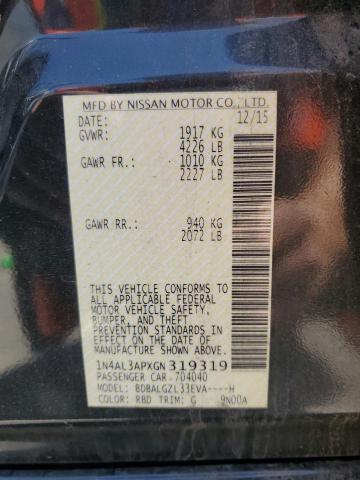 MFD BY NISSAN MOTOR CO., LTD.
DATE: 12/15
GVWR: 1917 KG
4226 LB
GAWR FR.: 1010 KG
2227 LB
GAWR RR.: 940 KG
2072 LB
THIS VEHICLE CONFORMS TO
ALL APPLICABLE FEDERAL
MOTOR VEHICLE SAFETY,
BUMPER, AND THEFT
PREVENTION STANDARDS IN
EFFECT ON THE DATE OF
MANUFACTURE SHOWN ABOVE.
1N4AL3APXGN319319
PASSENGER CAR 704040
MODEL: BDBALGZL33EVA----H
COLOR: RBD TRIM: G 9N00A